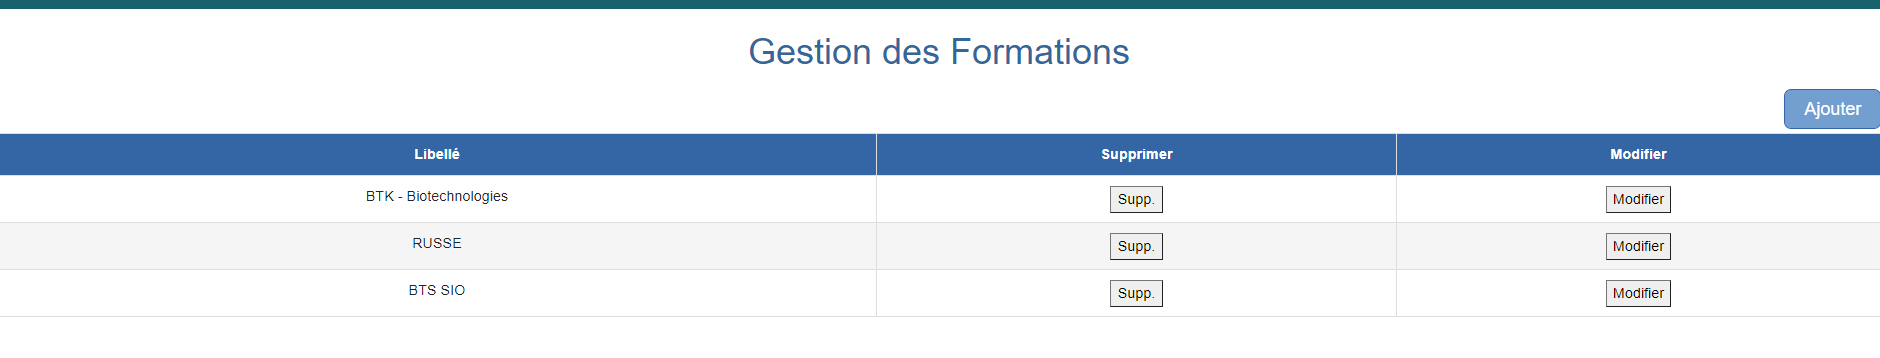 Gestion des Formations
Ajouter
Libellé Supprimer Modifier
BTK - Biotechnologies Supp. Modifier
RUSSE Supp. Modifier
BTS SIO Supp. Modifier